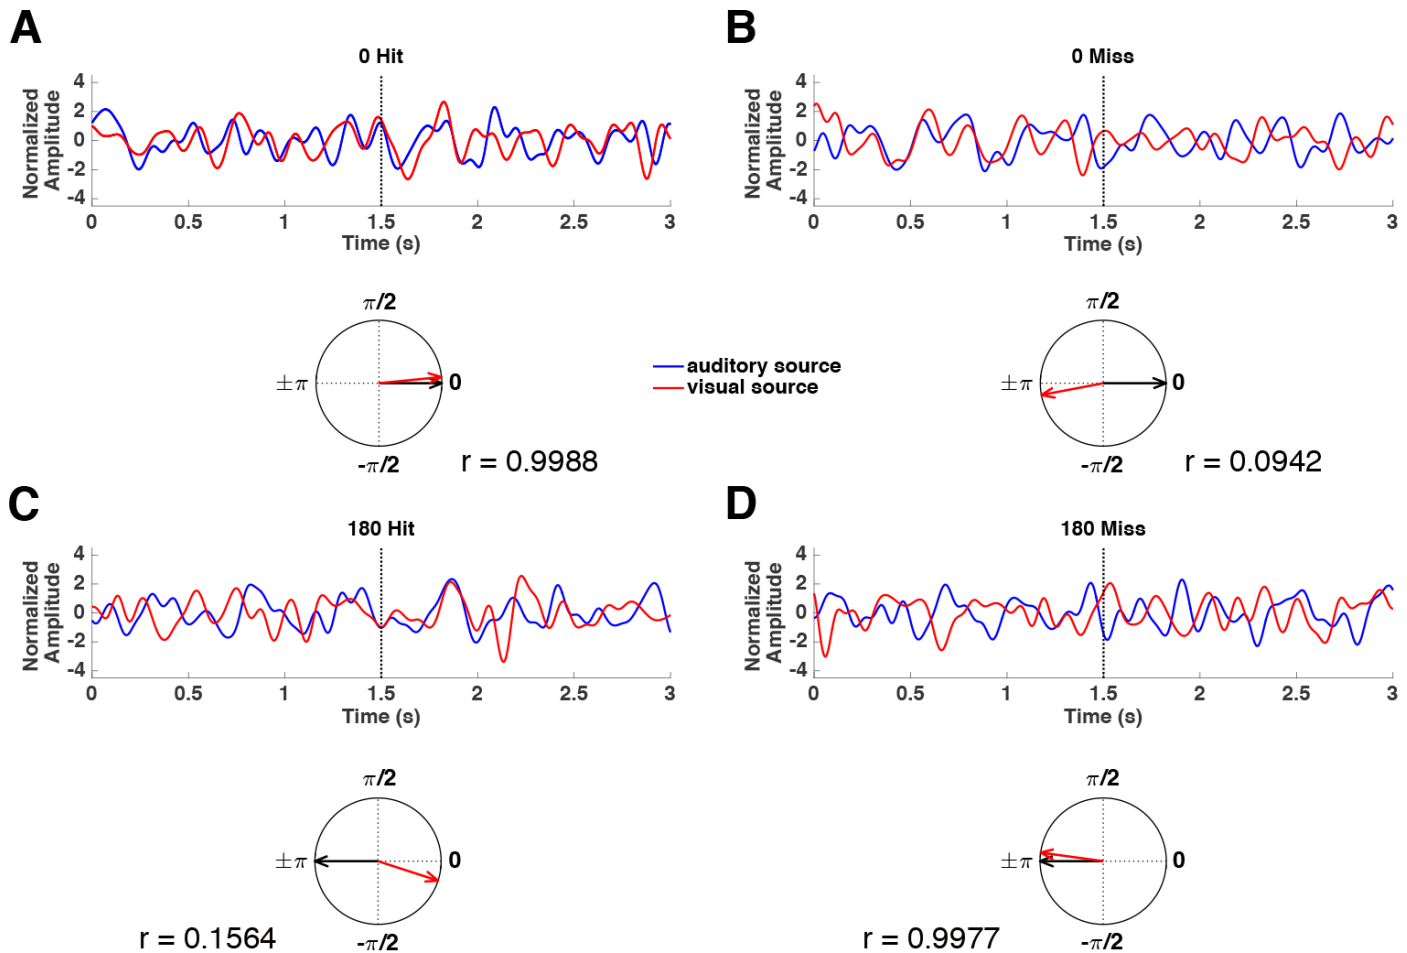 A
0 Hit
Normalized
Amplitude
4
2
0
-2
-4
0 0.5 1 1.5 2 2.5 3
Time (s)
π/2
±π
0
-π/2
r = 0.9988
B
0 Miss
Normalized
Amplitude
4
2
0
-2
-4
0 0.5 1 1.5 2 2.5 3
Time (s)
auditory source
visual source
π/2
±π
0
-π/2
r = 0.0942
C
180 Hit
Normalized
Amplitude
4
2
0
-2
-4
0 0.5 1 1.5 2 2.5 3
Time (s)
π/2
±π
0
-π/2
r = 0.1564
D
180 Miss
Normalized
Amplitude
4
2
0
-2
-4
0 0.5 1 1.5 2 2.5 3
Time (s)
π/2
±π
0
-π/2
r = 0.9977